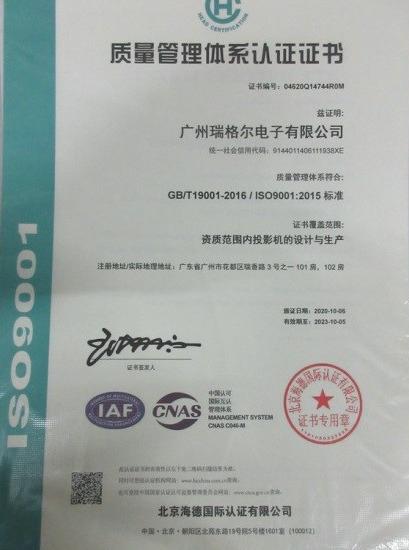 HEAD CERTIFICATION
质量管理体系认证证书
证书编号：04620Q14744R0M
兹证明：
广州瑞格尔电子有限公司
统一社会信用代码：9144011406111938XE
质量管理体系符合：
GB/T19001-2016 / ISO9001:2015 标准
证书覆盖范围：
资质范围内投影机的设计与生产
注册地址/实际地理地址：广东省广州市花都区瑞香路 3 号之一 101 房，102 房
颁证日期：2020-10-06
有效期至：2023-10-05
证书签发人
ISO9001
IAF
CNAS
中国认可
国际互认
管理体系
MANAGEMENT SYSTEM
CNAS C046-M
北京海德国际认证有限公司
证书专用章
北京海德国际认证有限公司
中国·北京·朝阳区北苑东路19号院5号楼1601室（100012）